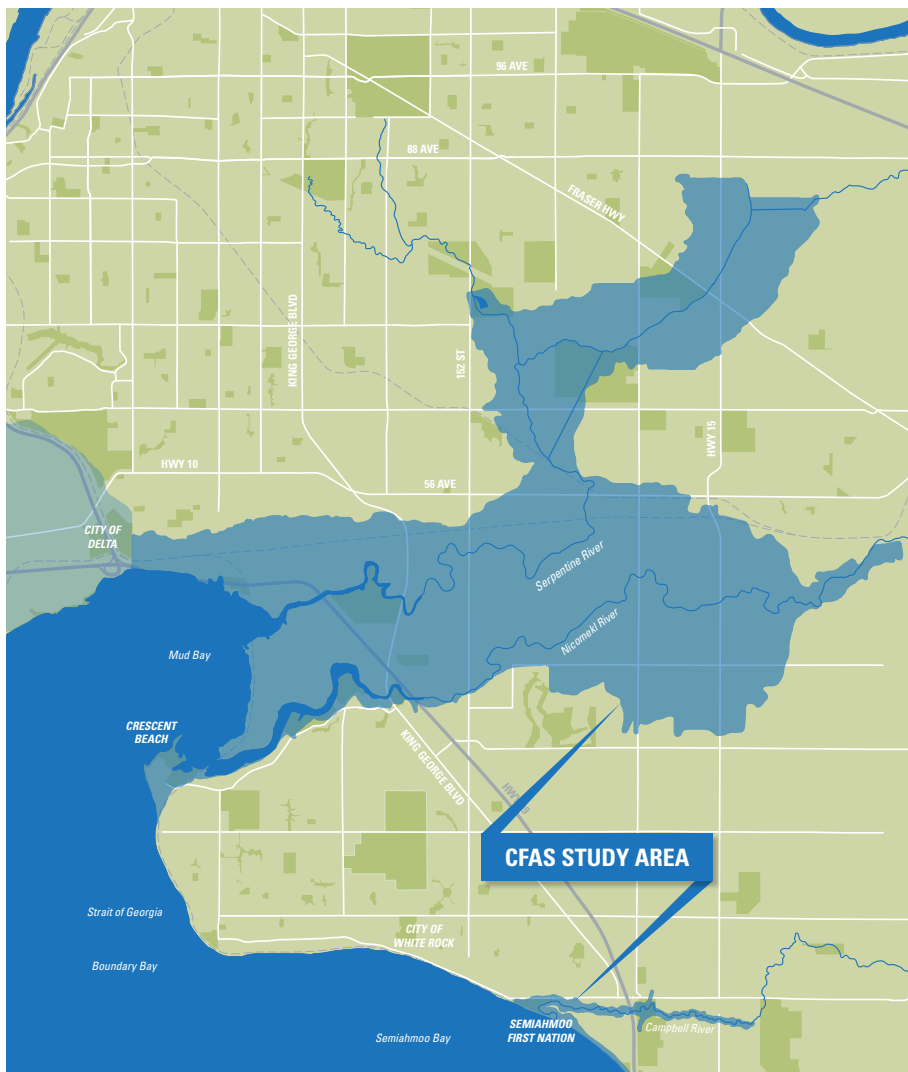 96 AVE
88 AVE
FRASER HWY
KING GEORGE BLVD
152 ST
HWY 15
HWY 10
56 AVE
CITY OF
DELTA
Serpentine River
Nicomekl River
Mud Bay
CRESCENT
BEACH
KING GEORGE BLVD
CFAS STUDY AREA
Strait of Georgia
CITY OF
WHITE ROCK
Boundary Bay
SEMIAHMOO
FIRST NATION
Campbell River
Semiahmoo Bay